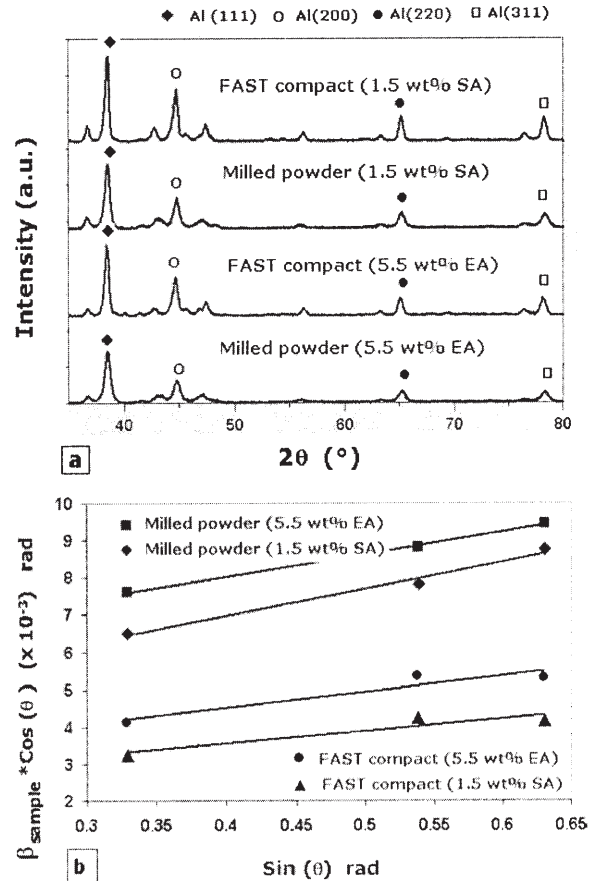 ◆ Al (111) O Al(200) ● Al(220) □ Al(311)
Intensity (a.u.)
FAST compact (1.5 wt% SA)
Milled powder (1.5 wt% SA)
FAST compact (5.5 wt% EA)
Milled powder (5.5 wt% EA)
40 50 60 70 80
a
2θ (°)
β sample *Cos (θ) (x 10-3) rad
10
9
8
7
6
5
4
3
2
Milled powder (5.5 wt% EA)
Milled powder (1.5 wt% SA)
FAST compact (5.5 wt% EA)
FAST compact (1.5 wt% SA)
0.3 0.35 0.4 0.45 0.5 0.55 0.6 0.65
b
Sin (θ) rad